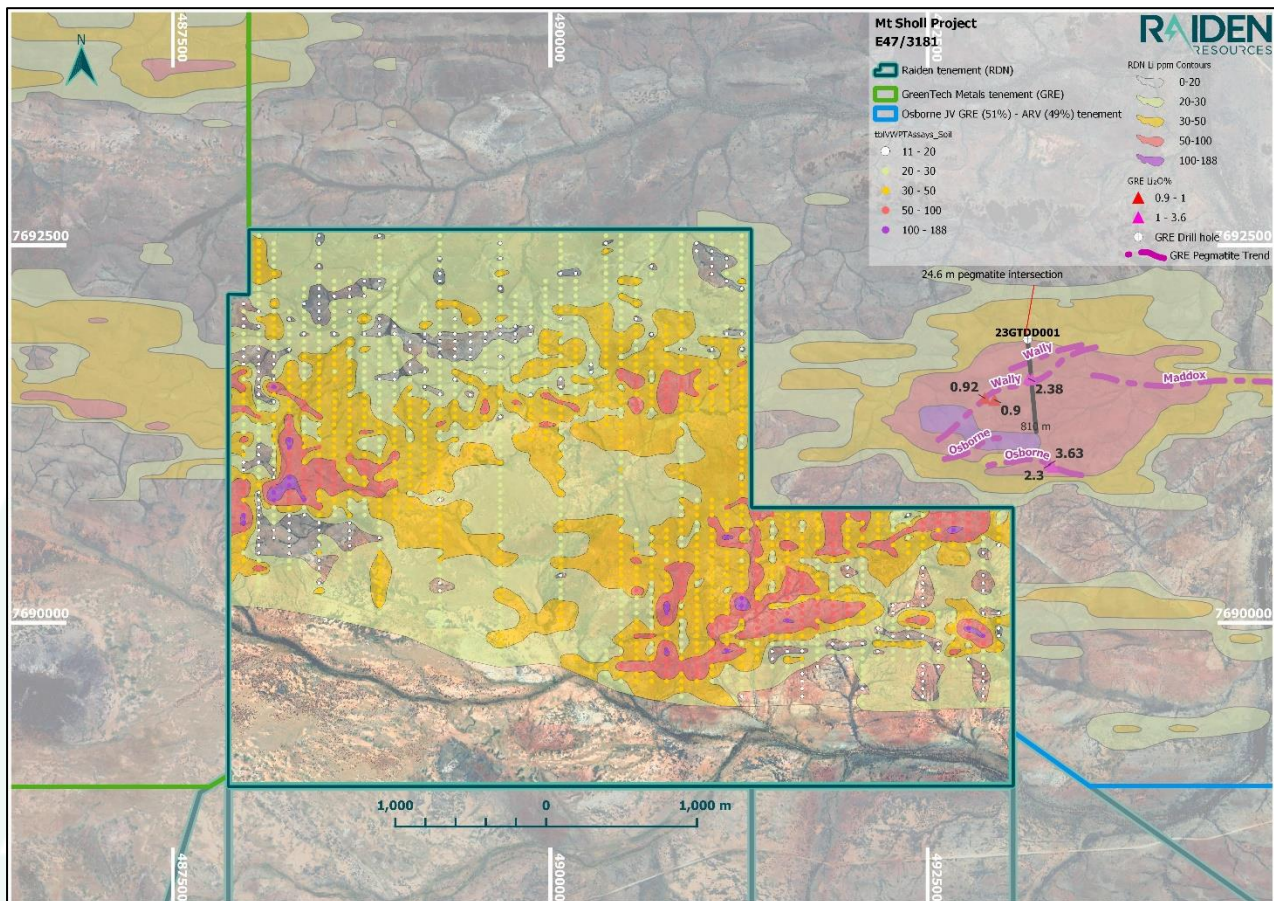 487500
490000
492500
N
Mt Sholl Project
E47/3181
RAIDEN
RESOURCES
Raiden tenement (RDN)
GreenTech Metals tenement (GRE)
Osborne JV GRE (51%) - ARV (49%) tenement
tblVWPTAssays_Soil
11 - 20
20 - 30
30 - 50
50 - 100
100 - 188
RDN Li ppm Contours
0-20
20-30
30-50
50-100
100-188
GRE Li₂O%
0.9 - 1
1 - 3.6
GRE Drill hole
GRE Pegmatite Trend
7692500
7692500
24.6 m pegmatite intersection
23GTDD001
Wally
Wally
Maddox
0.92
2.38
0.9
810 m
Osborne
Osborne
3.63
2.3
7690000
7690000
1,000
0
1,000 m
487500
490000
492500